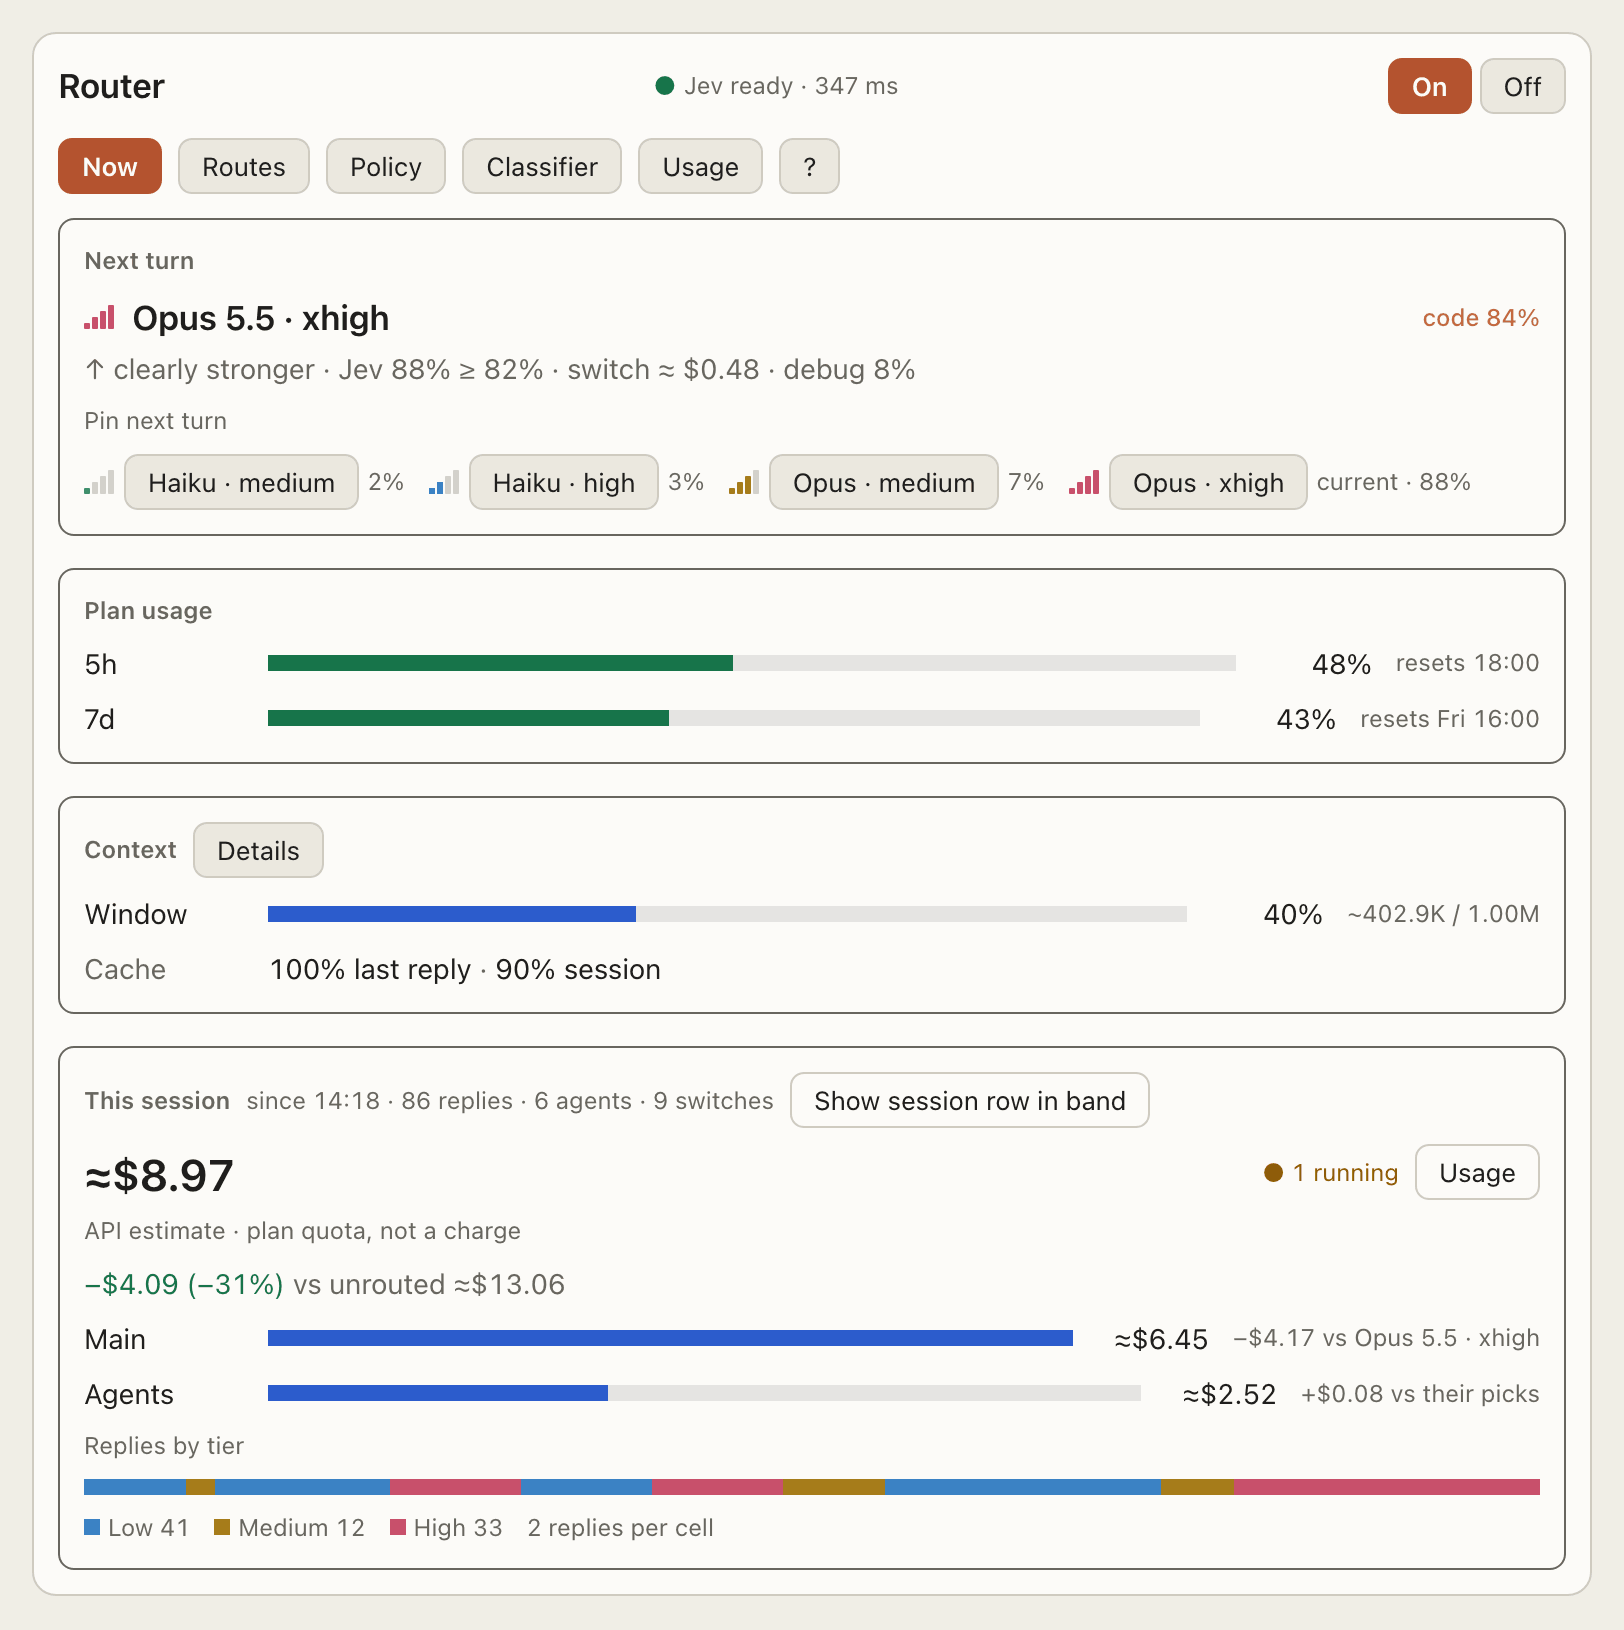 Router
Jev ready · 347 ms
On
Off
Now
Routes
Policy
Classifier
Usage
?
Next turn
Opus 5.5 · xhigh
code 84%
↑ clearly stronger · Jev 88% ≥ 82% · switch ≈ $0.48 · debug 8%
Pin next turn
Haiku · medium 2%
Haiku · high 3%
Opus · medium 7%
Opus · xhigh current · 88%
Plan usage
5h 48% resets 18:00
7d 43% resets Fri 16:00
Context
Details
Window 40% ~402.9K / 1.00M
Cache 100% last reply · 90% session
This session since 14:18 · 86 replies · 6 agents · 9 switches
Show session row in band
≈$8.97
1 running
Usage
API estimate · plan quota, not a charge
−$4.09 (−31%) vs unrouted ≈$13.06
Main ≈$6.45 −$4.17 vs Opus 5.5 · xhigh
Agents ≈$2.52 +$0.08 vs their picks
Replies by tier
Low 41 Medium 12 High 33 2 replies per cell